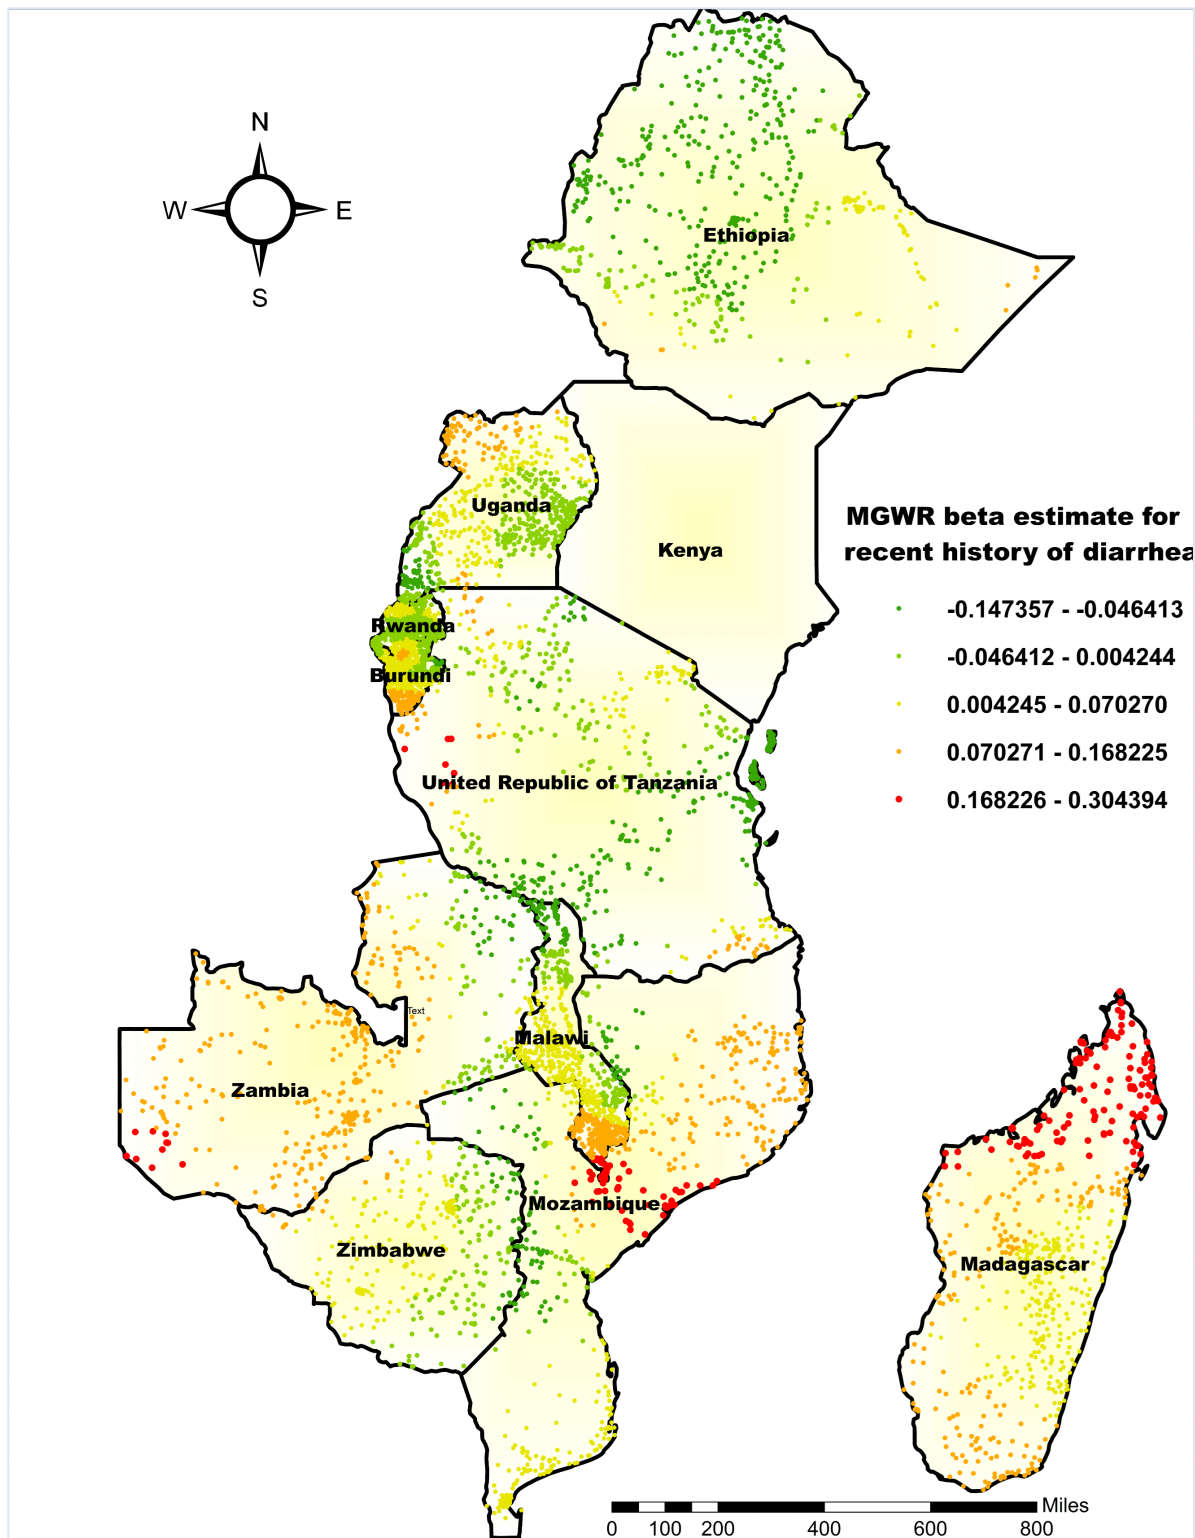 N
W
E
S
Ethiopia
Uganda
Kenya
MGWR beta estimate for
recent history of diarrhea
-0.147357 - -0.046413
-0.046412 - 0.004244
0.004245 - 0.070270
0.070271 - 0.168225
0.168226 - 0.304394
Rwanda
Burundi
United Republic of Tanzania
Text
Malawi
Zambia
Mozambique
Zimbabwe
Madagascar
Miles
0 100 200 400 600 800